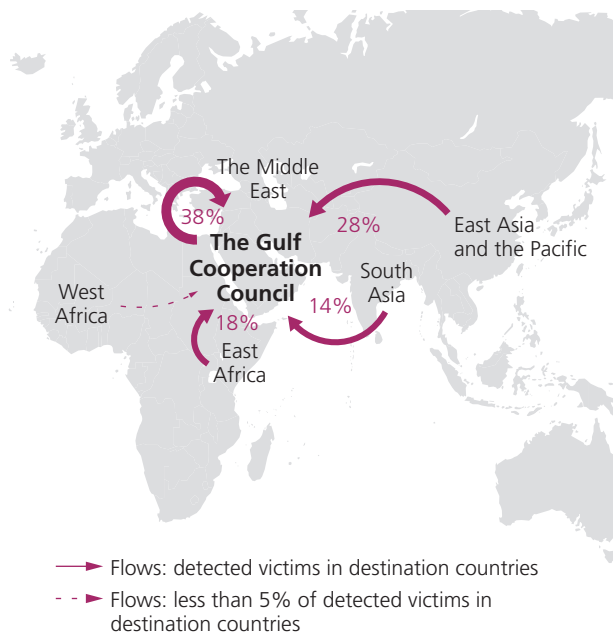 The Middle
East
38%
28%
East Asia
and the Pacific
The Gulf
Cooperation
Council
South
Asia
West
Africa
14%
18%
East
Africa
Flows: detected victims in destination countries
Flows: less than 5% of detected victims in
destination countries